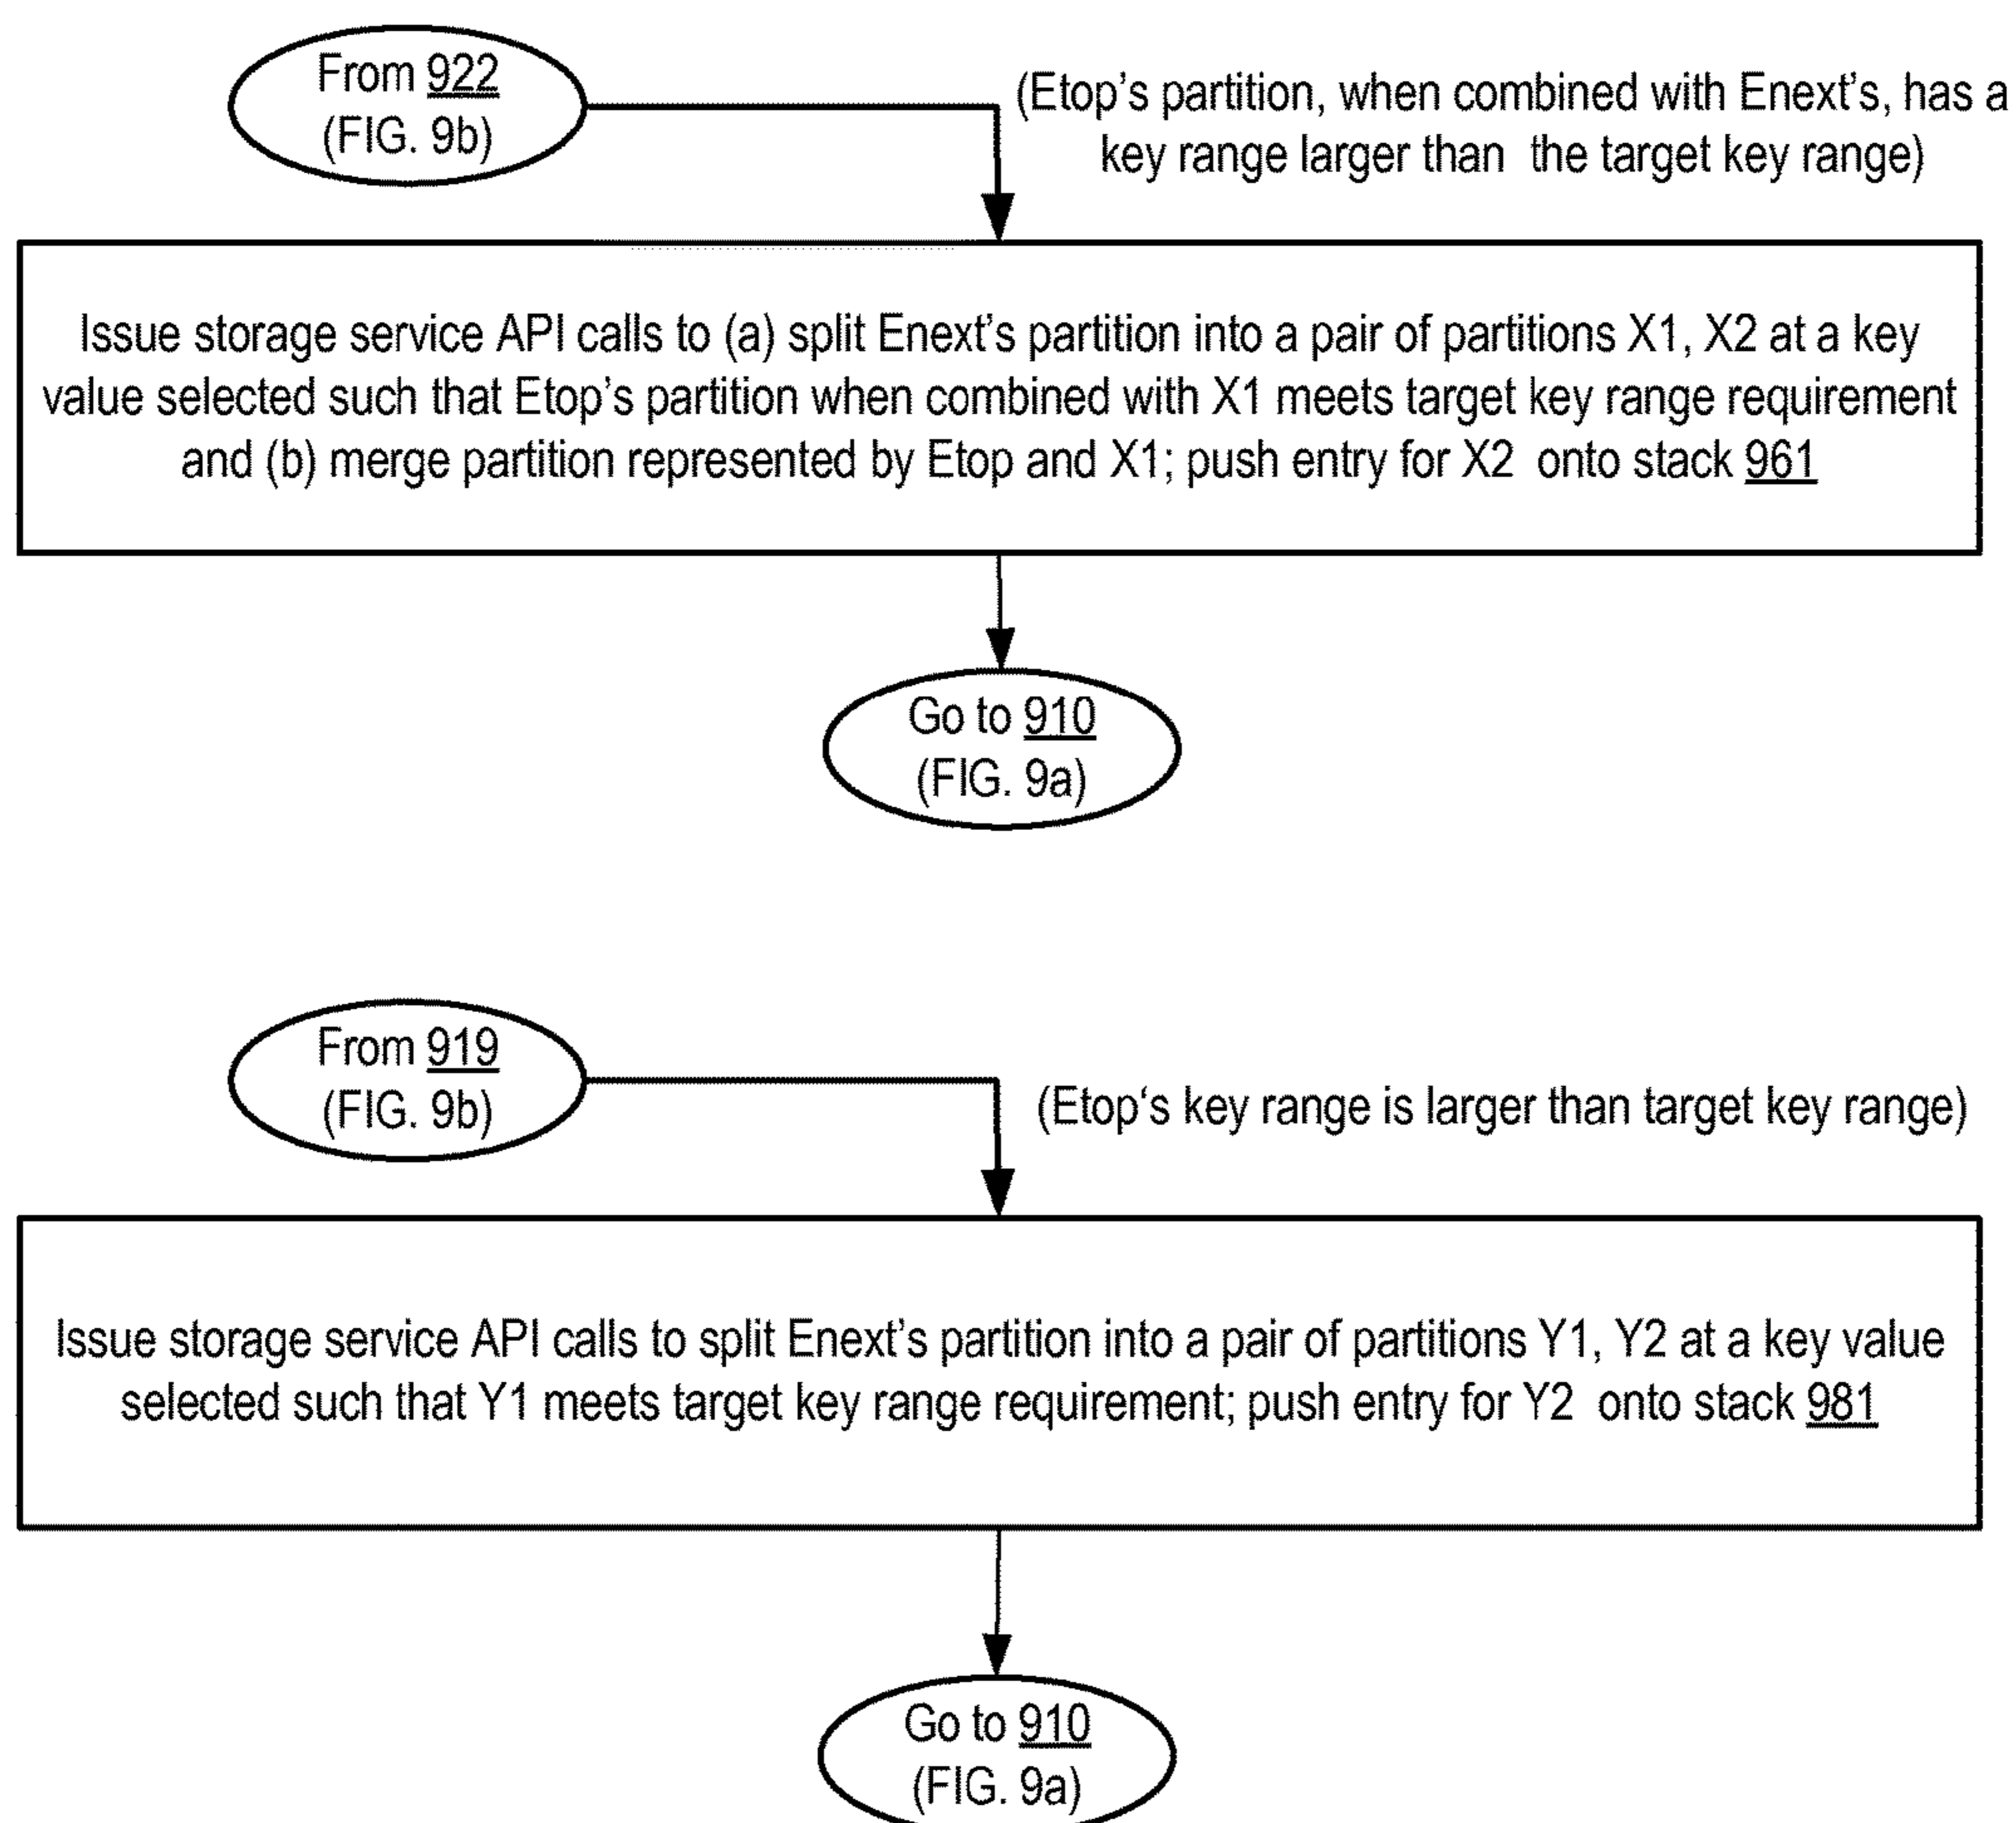 From 922
(FIG. 9b)
(Etop's partition, when combined with Enext's, has a
key range larger than the target key range)
Issue storage service API calls to (a) split Enext's partition into a pair of partitions X1, X2 at a key
value selected such that Etop's partition when combined with X1 meets target key range requirement
and (b) merge partition represented by Etop and X1; push entry for X2 onto stack 961
Go to 910
(FIG. 9a)
From 919
(FIG. 9b)
(Etop‘s key range is larger than target key range)
Issue storage service API calls to split Enext's partition into a pair of partitions Y1, Y2 at a key value
selected such that Y1 meets target key range requirement; push entry for Y2 onto stack 981
Go to 910
(FIG. 9a)